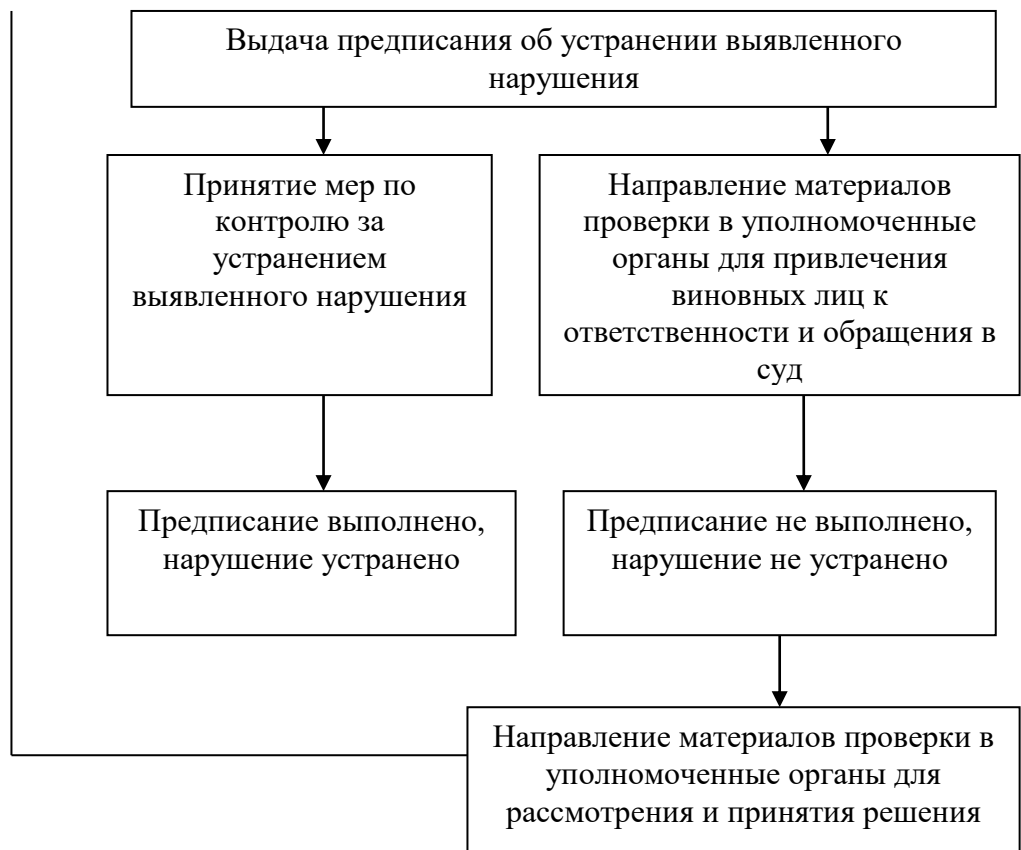 Выдача предписания об устранении выявленного
нарушения
Принятие мер по
контролю за
устранением
выявленного нарушения
Направление материалов
проверки в уполномоченные
органы для привлечения
виновных лиц к
ответственности и обращения в
суд
Предписание выполнено,
нарушение устранено
Предписание не выполнено,
нарушение не устранено
Направление материалов проверки в
уполномоченные органы для
рассмотрения и принятия решения